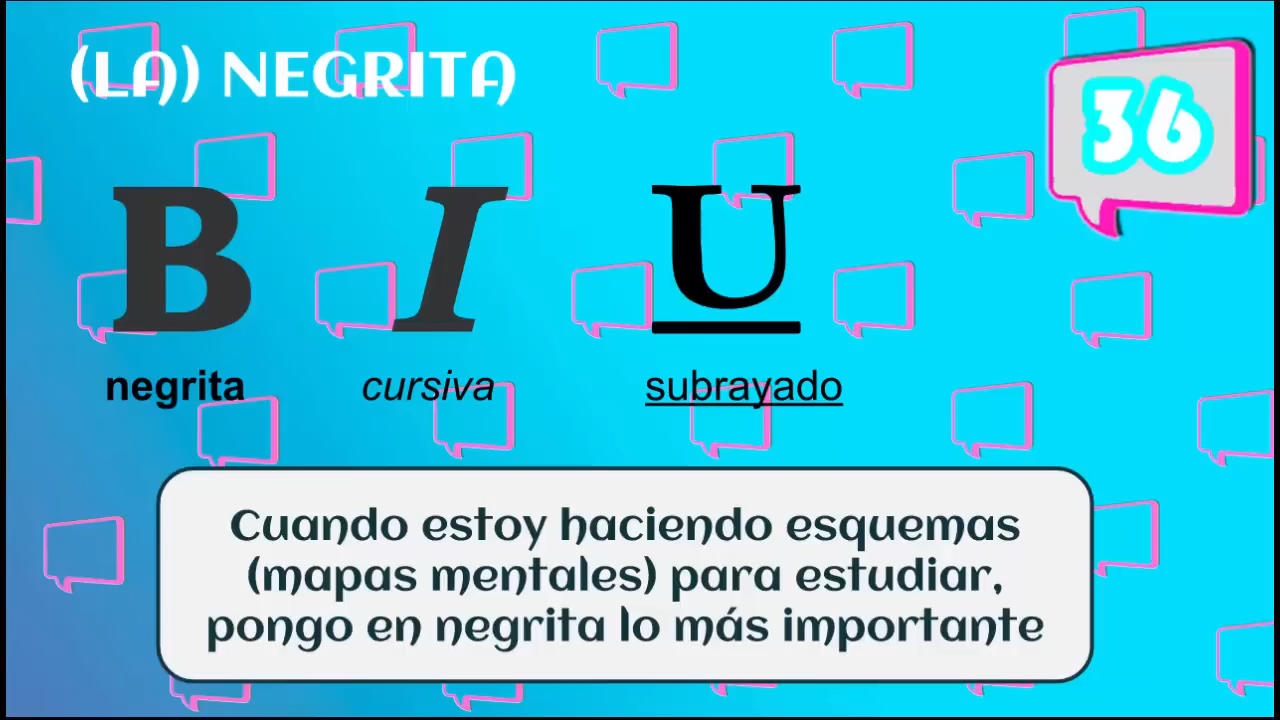 (LA) NEGRITA
36
B I U
negrita cursiva subrayado
Cuando estoy haciendo esquemas
(mapas mentales) para estudiar,
pongo en negrita lo más importante